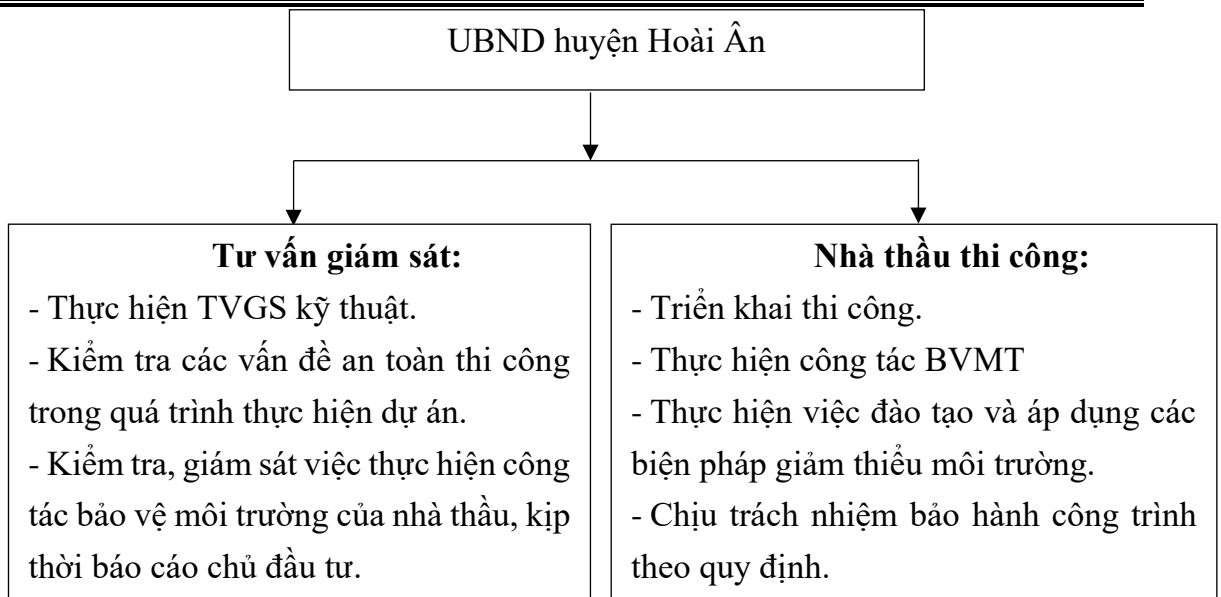 UBND huyện Hoài Ân
Tư vấn giám sát:
- Thực hiện TVGS kỹ thuật.
- Kiểm tra các vấn đề an toàn thi công
trong quá trình thực hiện dự án.
- Kiểm tra, giám sát việc thực hiện công
tác bảo vệ môi trường của nhà thầu, kịp
thời báo cáo chủ đầu tư.
Nhà thầu thi công:
- Triển khai thi công.
- Thực hiện công tác BVMT
- Thực hiện việc đào tạo và áp dụng các
biện pháp giảm thiểu môi trường.
- Chịu trách nhiệm bảo hành công trình
theo quy định.